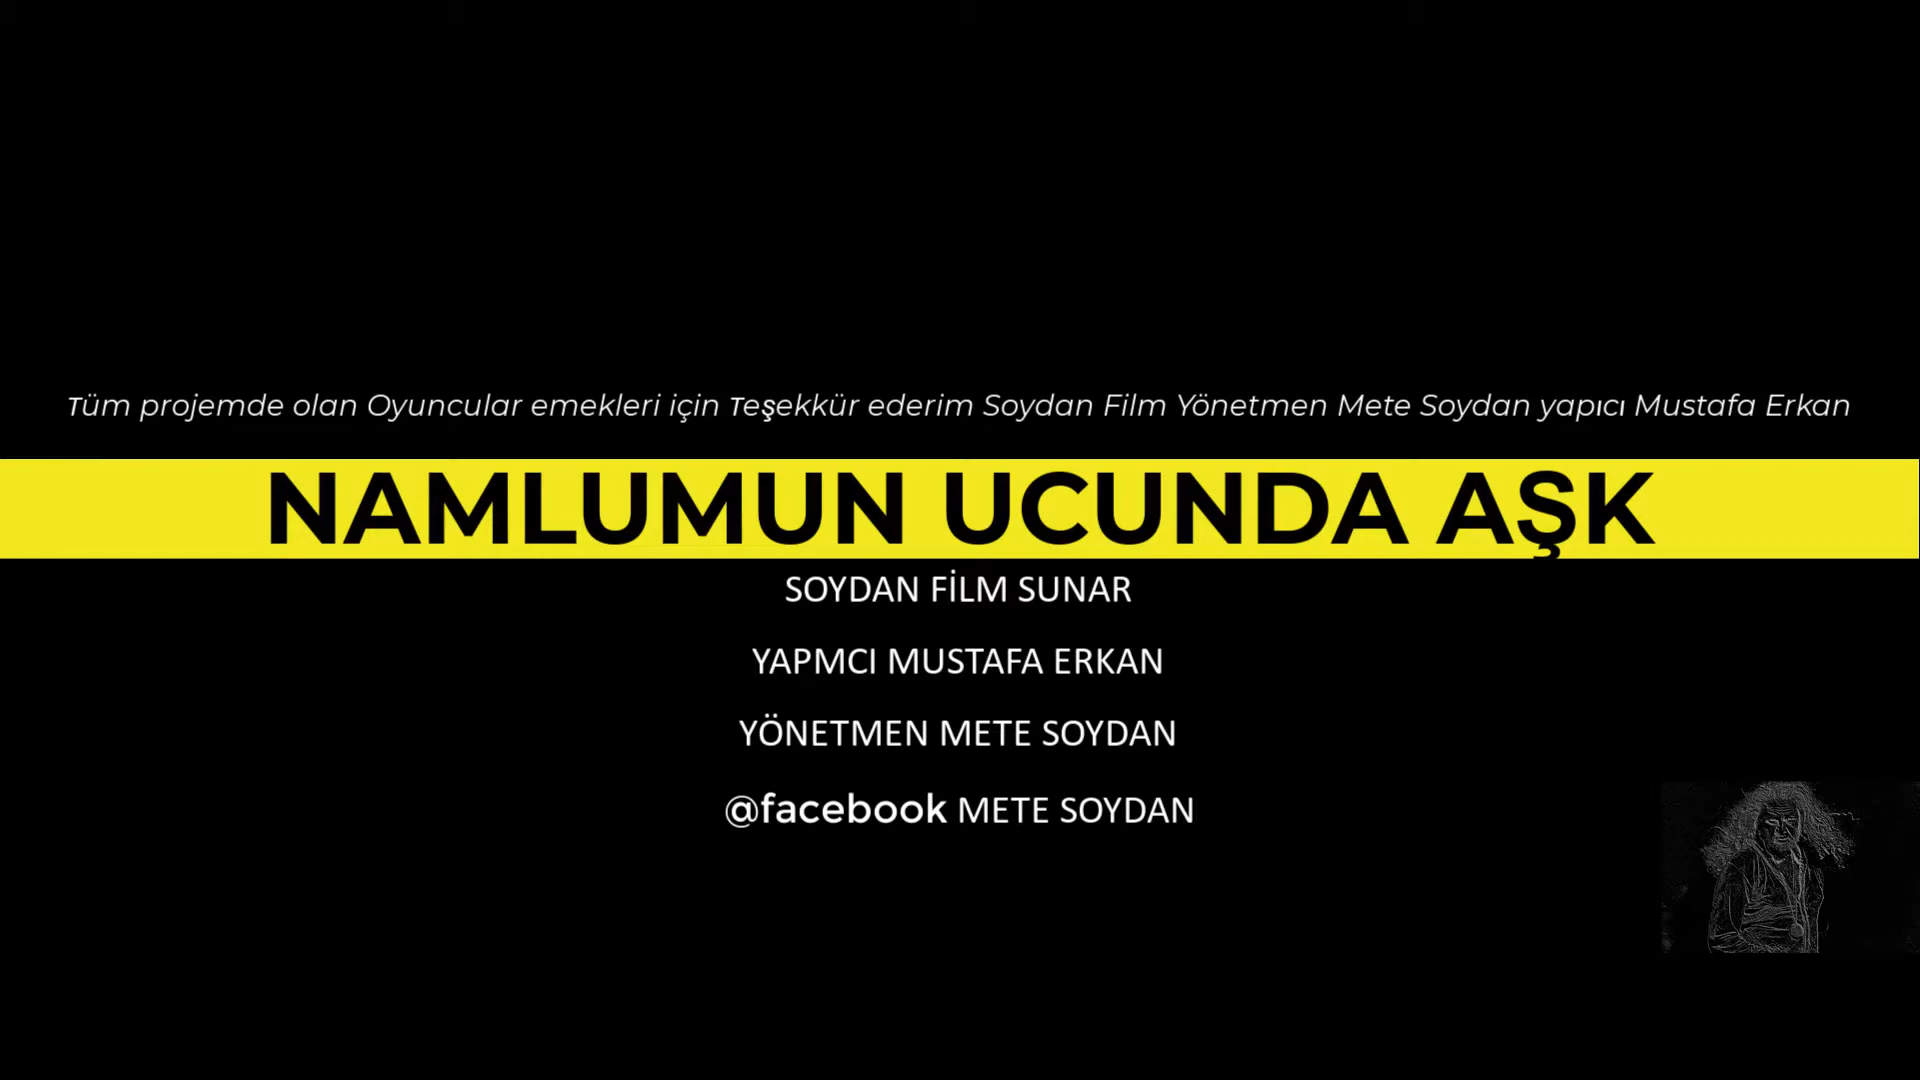 Tüm projemde olan Oyuncular emekleri için Teşekkür ederim Soydan Film Yönetmen Mete Soydan yapıcı Mustafa Erkan
NAMLUMUN UCUNDA AŞK
SOYDAN FİLM SUNAR
YAPMCI MUSTAFA ERKAN
YÖNETMEN METE SOYDAN
@facebook METE SOYDAN